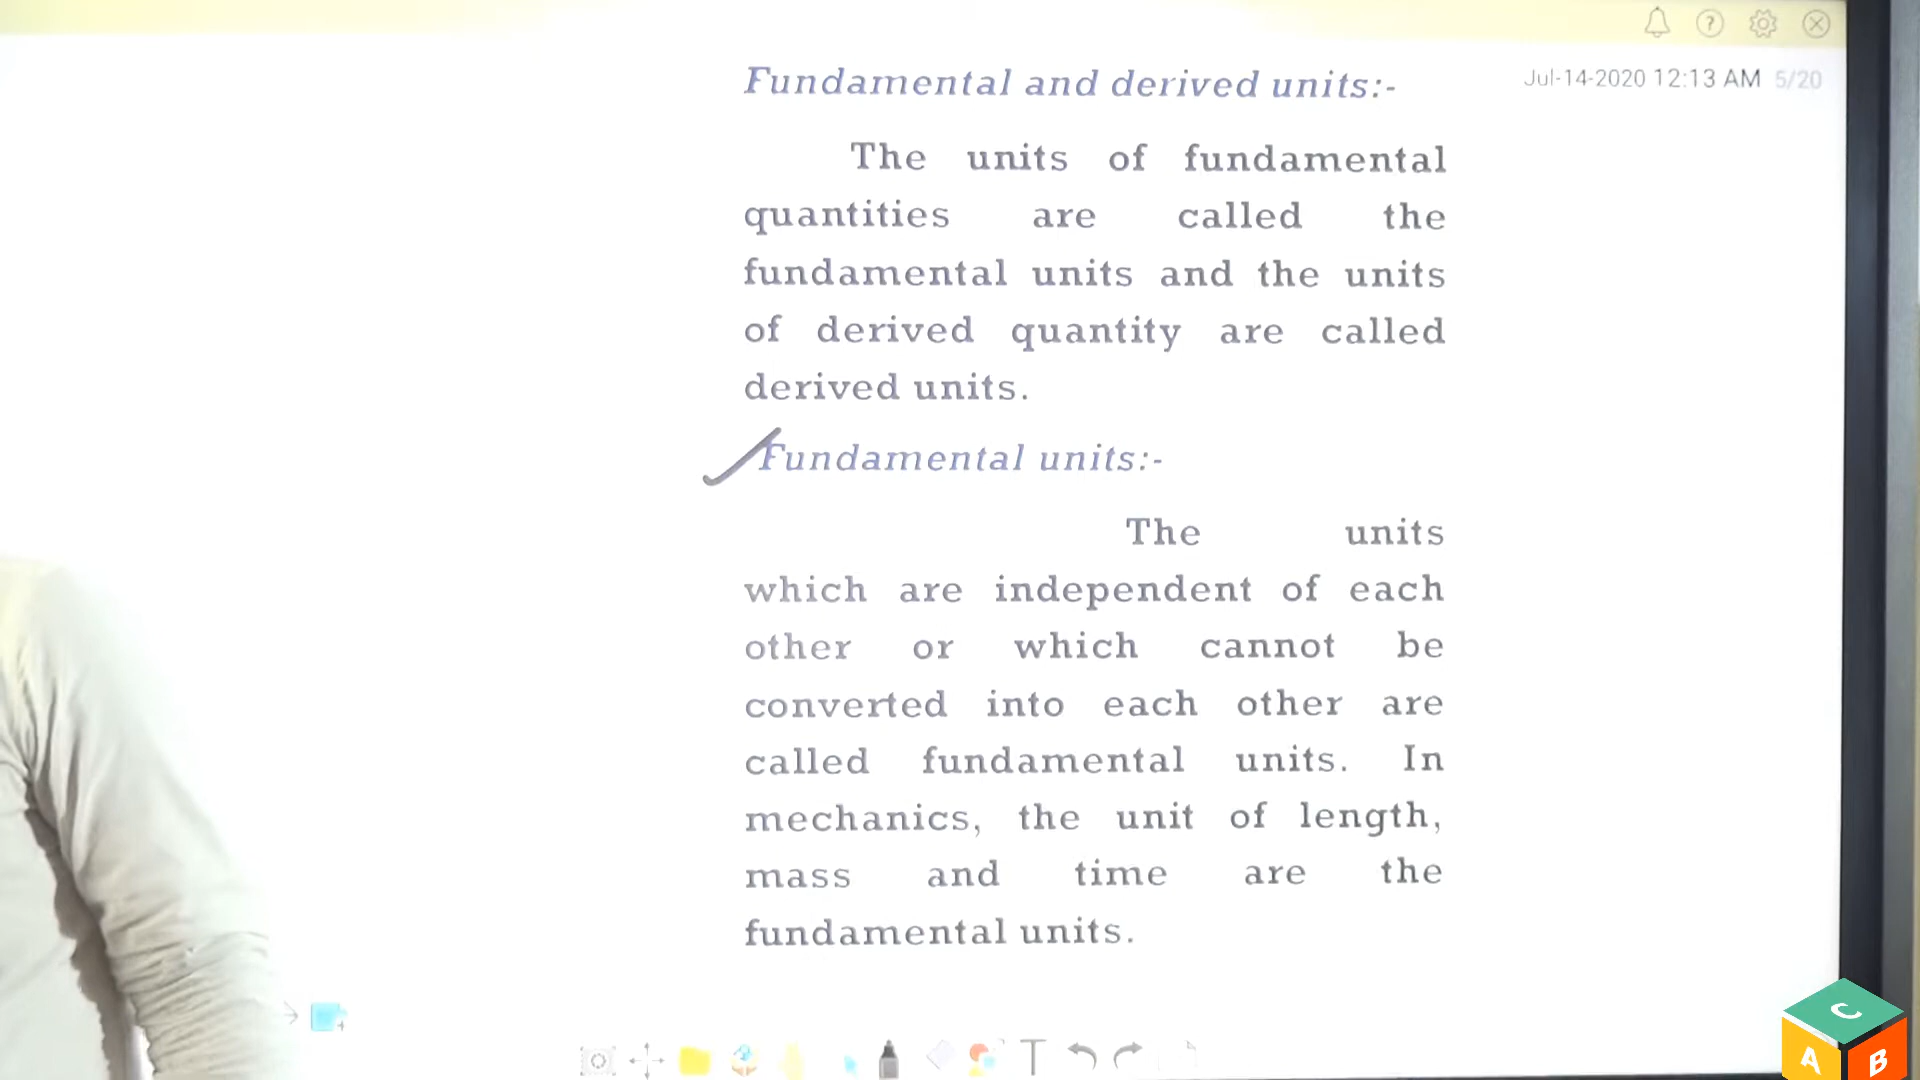 Jul-14-2020 12:13 AM 5/20
Fundamental and derived units:-
The units of fundamental
quantities are called the
fundamental units and the units
of derived quantity are called
derived units.
Fundamental units:-
The units
which are independent of each
other or which cannot be
converted into each other are
called fundamental units. In
mechanics, the unit of length,
mass and time are the
fundamental units.
T
C
A B